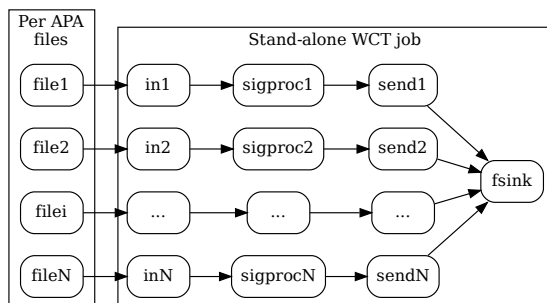 Per APA
files
Stand-alone WCT job
file1
in1
sigproc1
send1
file2
in2
sigproc2
send2
fsink
filei
...
...
...
fileN
inN
sigprocN
sendN